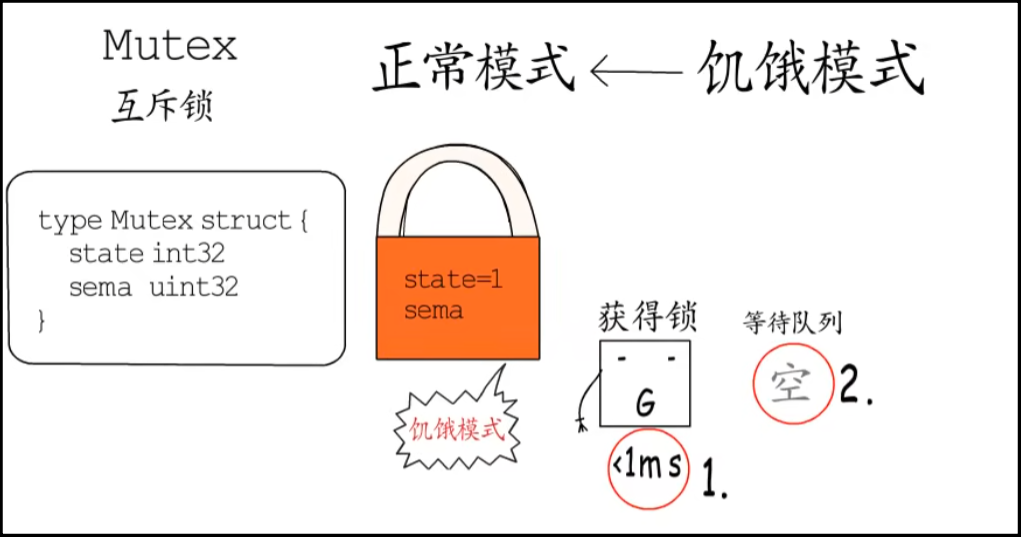 Mutex
互斥锁
正常模式 ← 饥饿模式
type Mutex struct {
state int32
sema uint32
}
state=1
sema
饥饿模式
获得锁
G
<1ms 1.
等待队列
空 2.